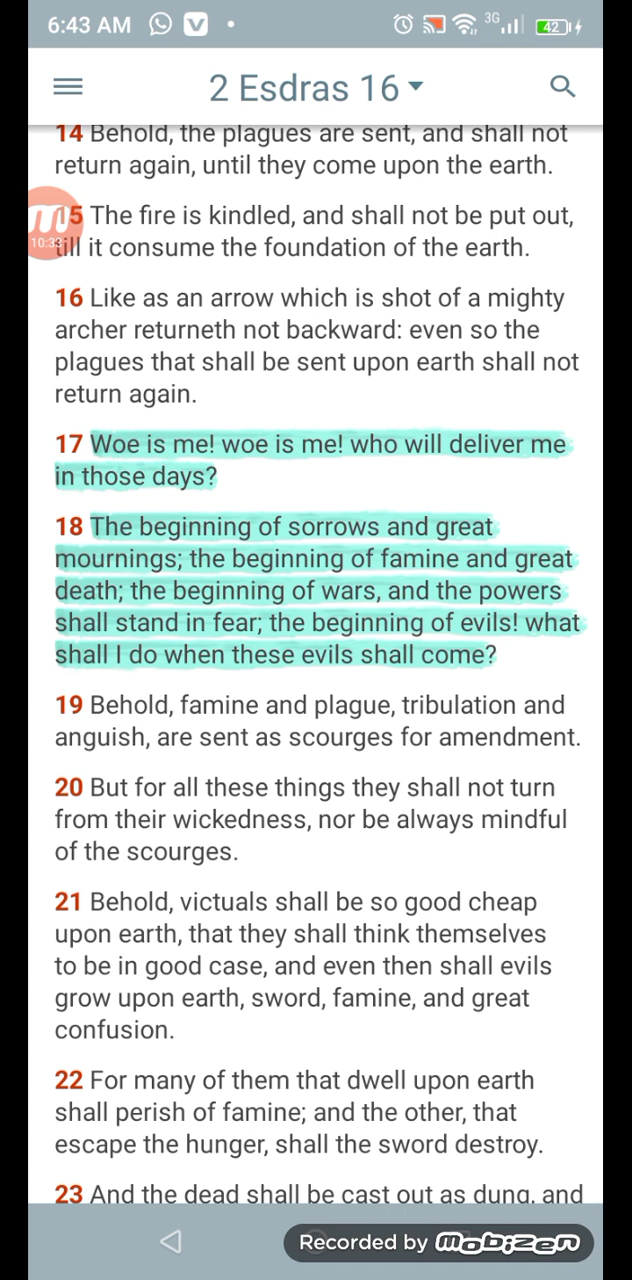 6:43 AM
3G
42
2 Esdras 16
14 Behold, the plagues are sent, and shall not
return again, until they come upon the earth.
15 The fire is kindled, and shall not be put out,
10:33
till it consume the foundation of the earth.
16 Like as an arrow which is shot of a mighty
archer returneth not backward: even so the
plagues that shall be sent upon earth shall not
return again.
17 Woe is me! woe is me! who will deliver me
in those days?
18 The beginning of sorrows and great
mournings; the beginning of famine and great
death; the beginning of wars, and the powers
shall stand in fear; the beginning of evils! what
shall I do when these evils shall come?
19 Behold, famine and plague, tribulation and
anguish, are sent as scourges for amendment.
20 But for all these things they shall not turn
from their wickedness, nor be always mindful
of the scourges.
21 Behold, victuals shall be so good cheap
upon earth, that they shall think themselves
to be in good case, and even then shall evils
grow upon earth, sword, famine, and great
confusion.
22 For many of them that dwell upon earth
shall perish of famine; and the other, that
escape the hunger, shall the sword destroy.
23 And the dead shall be cast out as dung, and
Recorded by mobizen